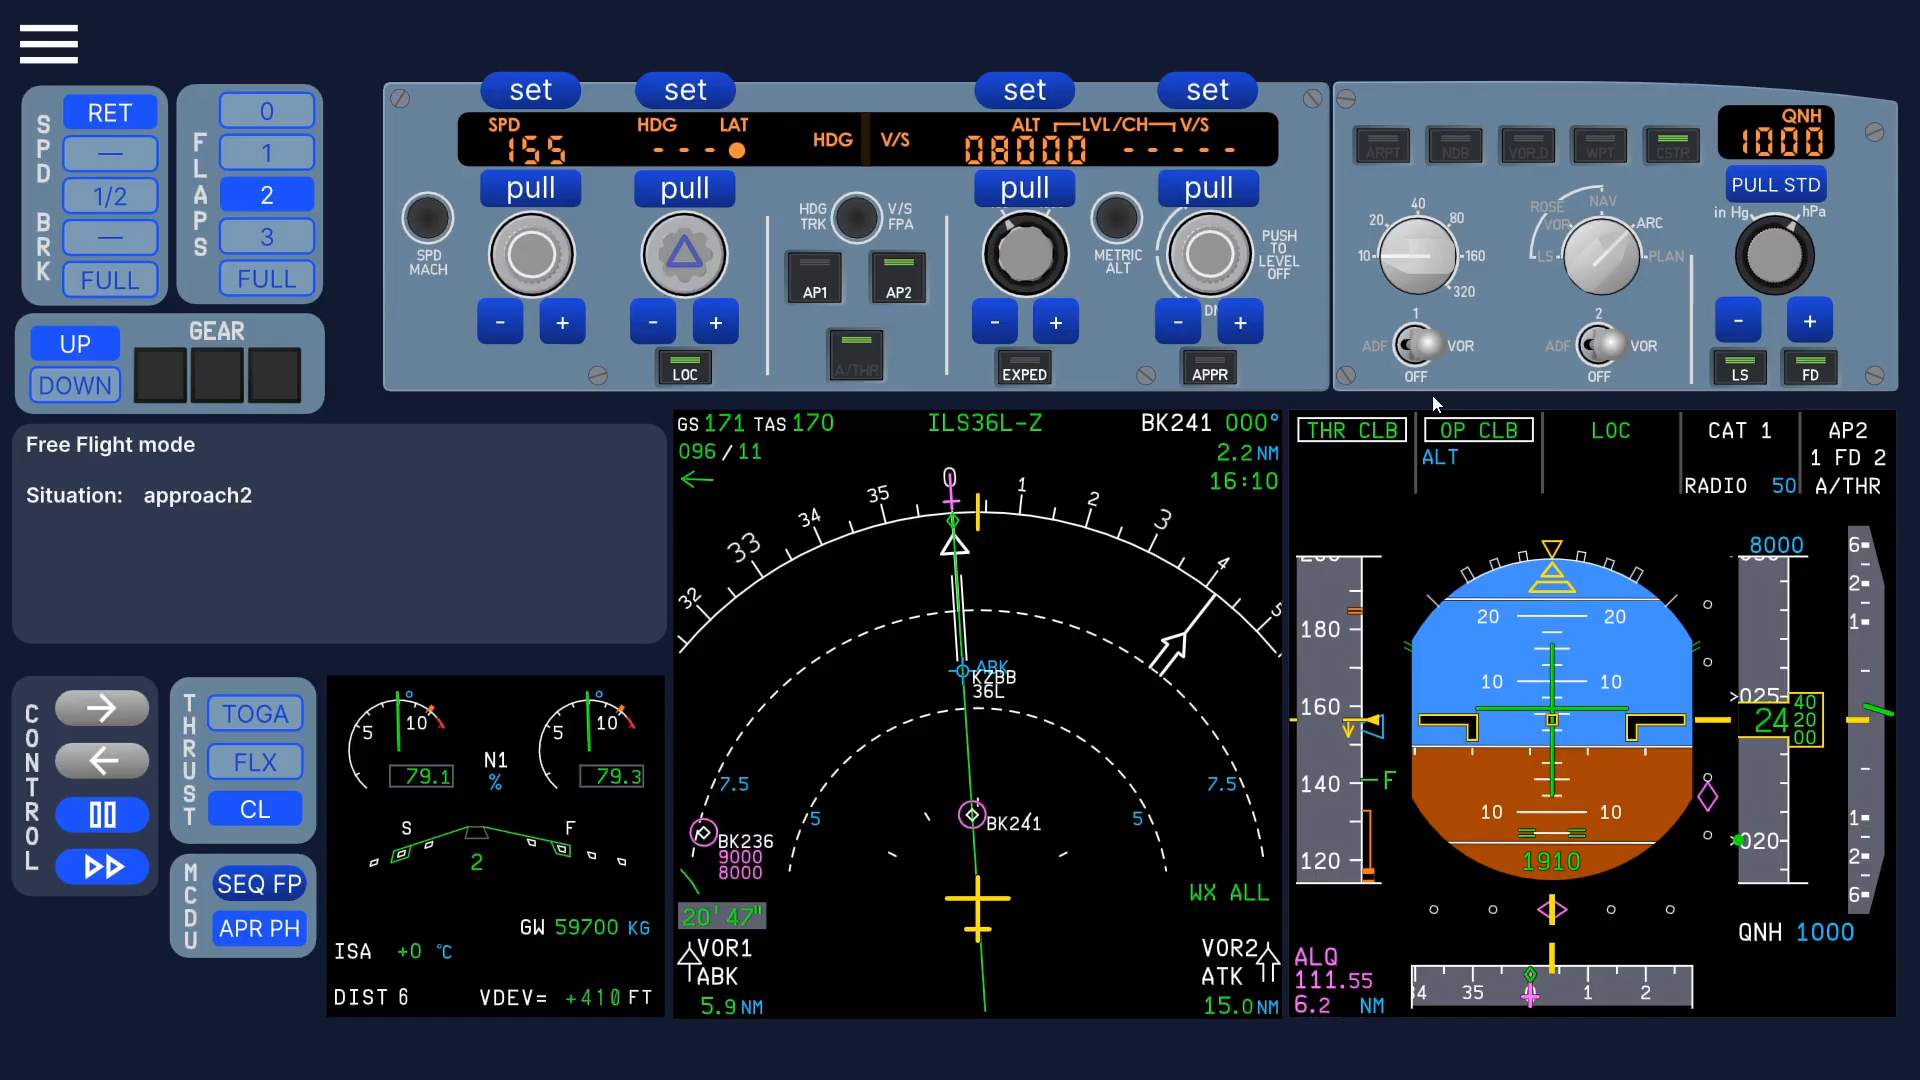 set
set
set
set
SPD
155
HDG LAT
- - -
HDG V/S
ALT LVL/CH V/S
08000 - - - - -
pull
pull
pull
pull
SPD
MACH
HDG
TRK
V/S
FPA
METRIC
ALT
PUSH
TO
LEVEL
OFF
DN
AP1
AP2
- +
- +
- +
- +
LOC
A/THR
EXPED
APPR
ARPT
NDB
VOR.D
WPT
CSTR
QNH
1000
PULL STD
in Hg
hPa
10
20
40
80
160
320
LS
ROSE
VOR
NAV
ARC
PLAN
1
ADF VOR
OFF
2
ADF VOR
OFF
- +
LS
FD
SPD BRK
RET
—
1/2
—
FULL
FLAPS
0
1
2
3
FULL
GEAR
UP
DOWN
Free Flight mode
Situation: approach2
CONTROL
THRUST
TOGA
FLX
CL
MCDU
SEQ FP
APR PH
5 10
79.1
N1
%
5 10
79.3
S F
2
GW 59700 KG
ISA +0 °C
DIST 6 VDEV= +410 FT
GS 171 TAS 170 ILS36L-Z BK241 000°
096 / 11 2.2 NM
16:10
32
33
34
35
0
1
2
3
4
5
ABK
KZBB
36L
7.5 7.5
5 5
BK241
BK236
9000
8000
WX ALL
20'47"
VOR1
ABK
5.9 NM
VOR2
ATK
15.0 NM
THR CLB OP CLB LOC CAT 1 AP2
ALT 1 FD 2
RADIO 50 A/THR
180
160
140
120
F
20 20
10 10
10 10
1910
8000
025
24
40
20
00
020
6
2
1
1
2
6
QNH 1000
ALQ
111.55
6.2 NM
35 1 2